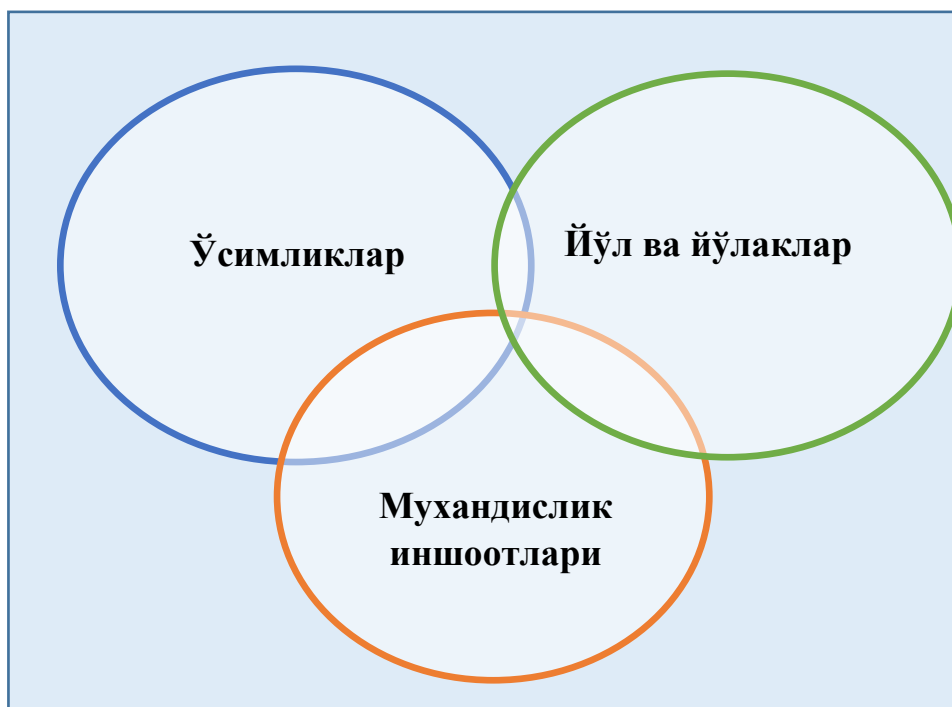 Ўсимликлар
Йўл ва йўлаклар
Мухандислик
иншоотлари